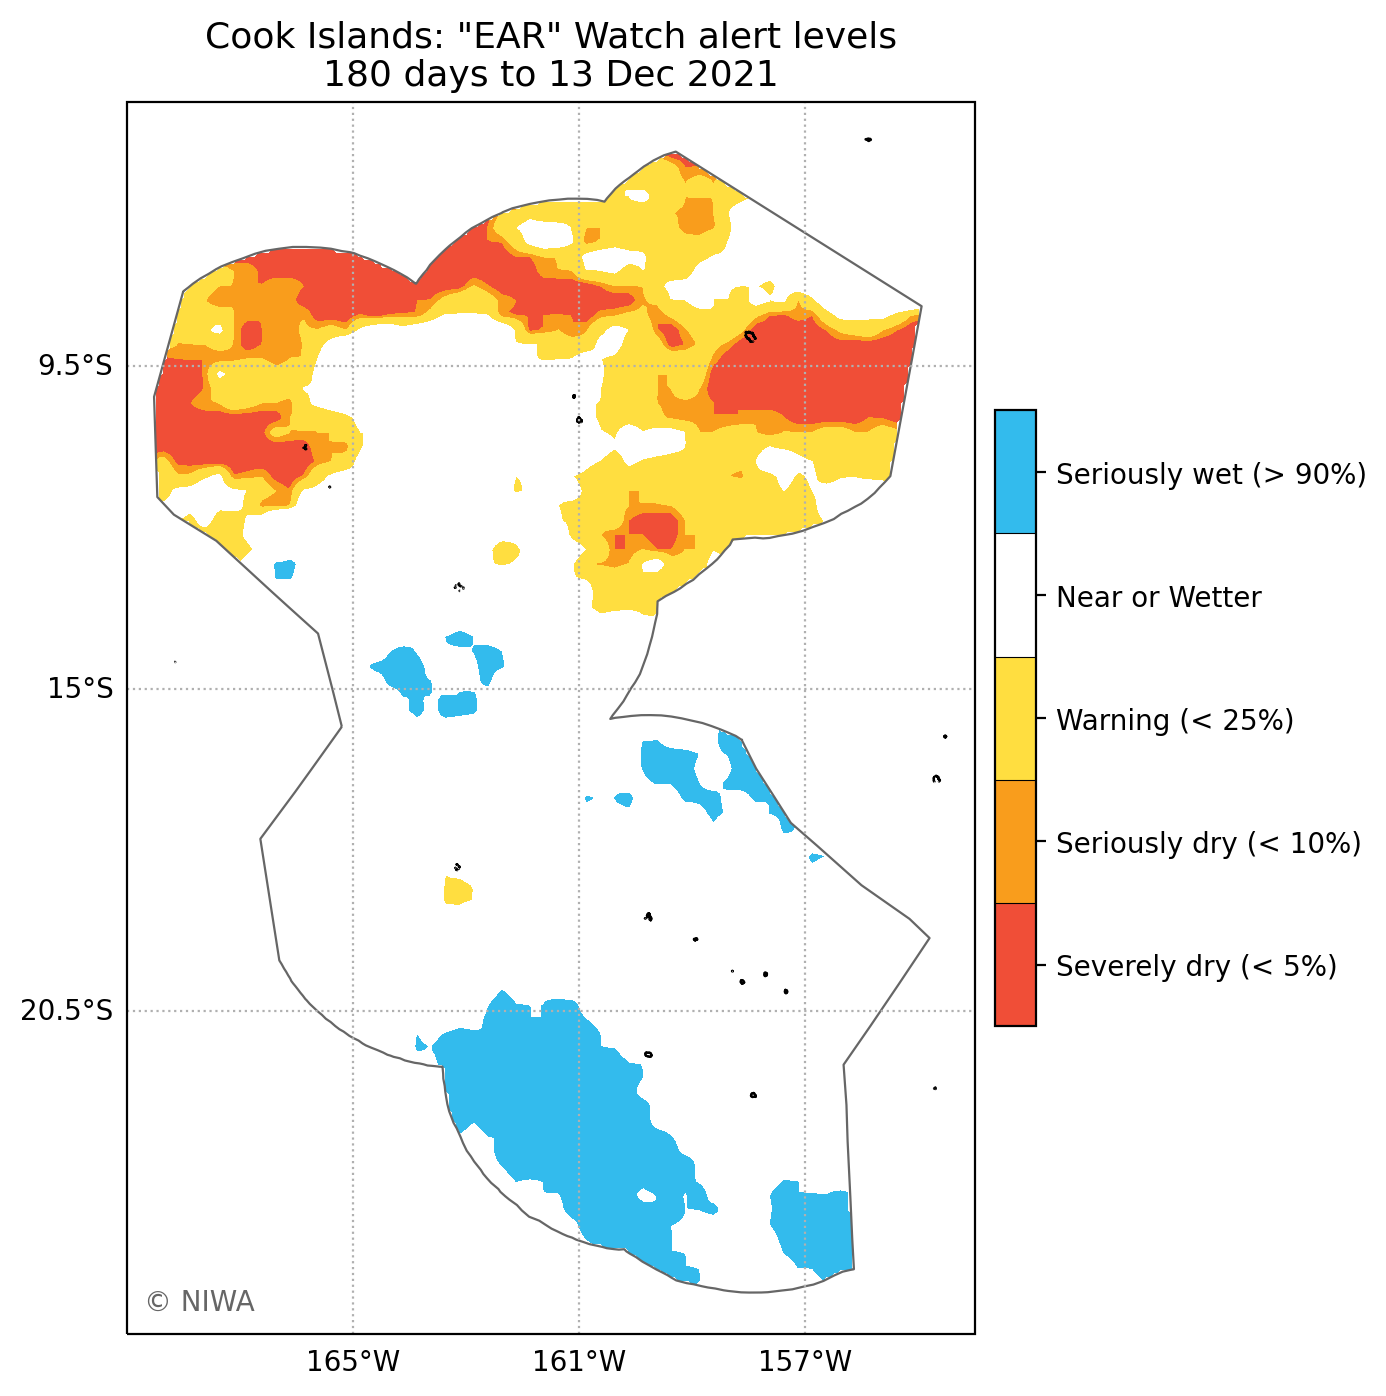 Cook Islands: "EAR" Watch alert levels
180 days to 13 Dec 2021
9.5°S
15°S
20.5°S
165°W
161°W
157°W
Seriously wet (> 90%)
Near or Wetter
Warning (< 25%)
Seriously dry (< 10%)
Severely dry (< 5%)
© NIWA